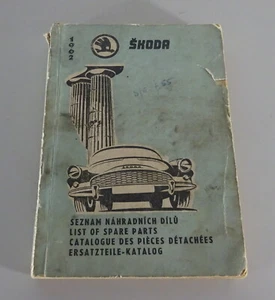 ŠKODA
SEZNAM NÁHRADNÍCH DÍLŮ
LIST OF SPARE PARTS
CATALOGUE DES PIÈCES DÉTACHÉES
ERSATZTEILE-KATALOG